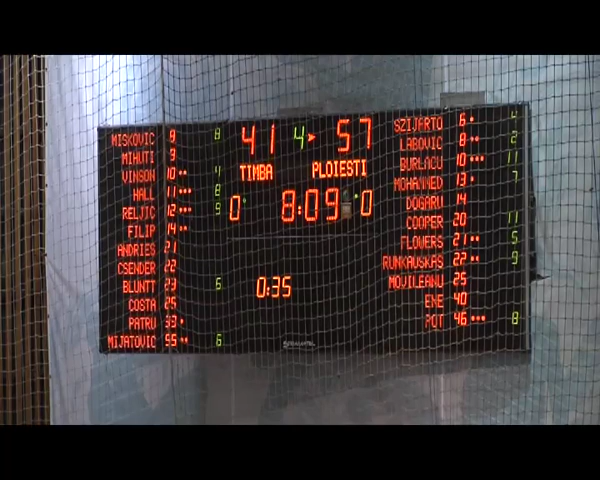 41 4 57
TIMBA PLOIESTI
0 8:09 0
0:35
MISKOVIC 9 8
MIHUTI 9
VINSON 10 4
HALL 11 8
RELJIC 12 9
FILIP 14
ANDRIES 21
CSENDER 22
BLUNTT 23 6
COSTA 25
PATRU 33
MIJATOVIC 55 6
SZIJARTO 6 4
LABOVIC 8 2
BURLACU 10 11
MOHAMMED 13 7
DOGARU 14
COOPER 20 11
FLOWERS 21 5
RUNKAUSKAS 22 9
MOVILEANU 25
ENE 40
POT 46 8